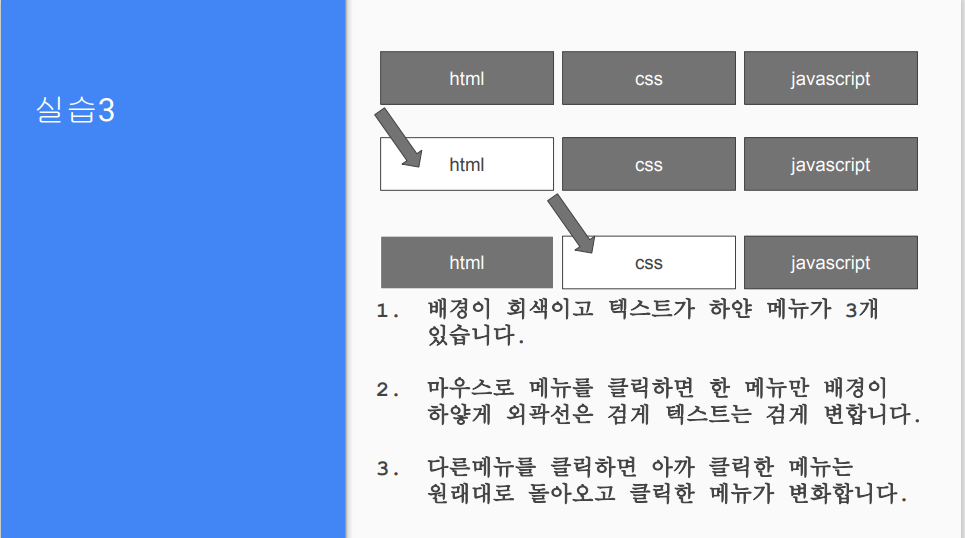 실습3
html css javascript
html css javascript
html css javascript
1. 배경이 회색이고 텍스트가 하얀 메뉴가 3개
있습니다.
2. 마우스로 메뉴를 클릭하면 한 메뉴만 배경이
하얗게 외곽선은 검게 텍스트는 검게 변합니다.
3. 다른메뉴를 클릭하면 아까 클릭한 메뉴는
원래대로 돌아오고 클릭한 메뉴가 변화합니다.